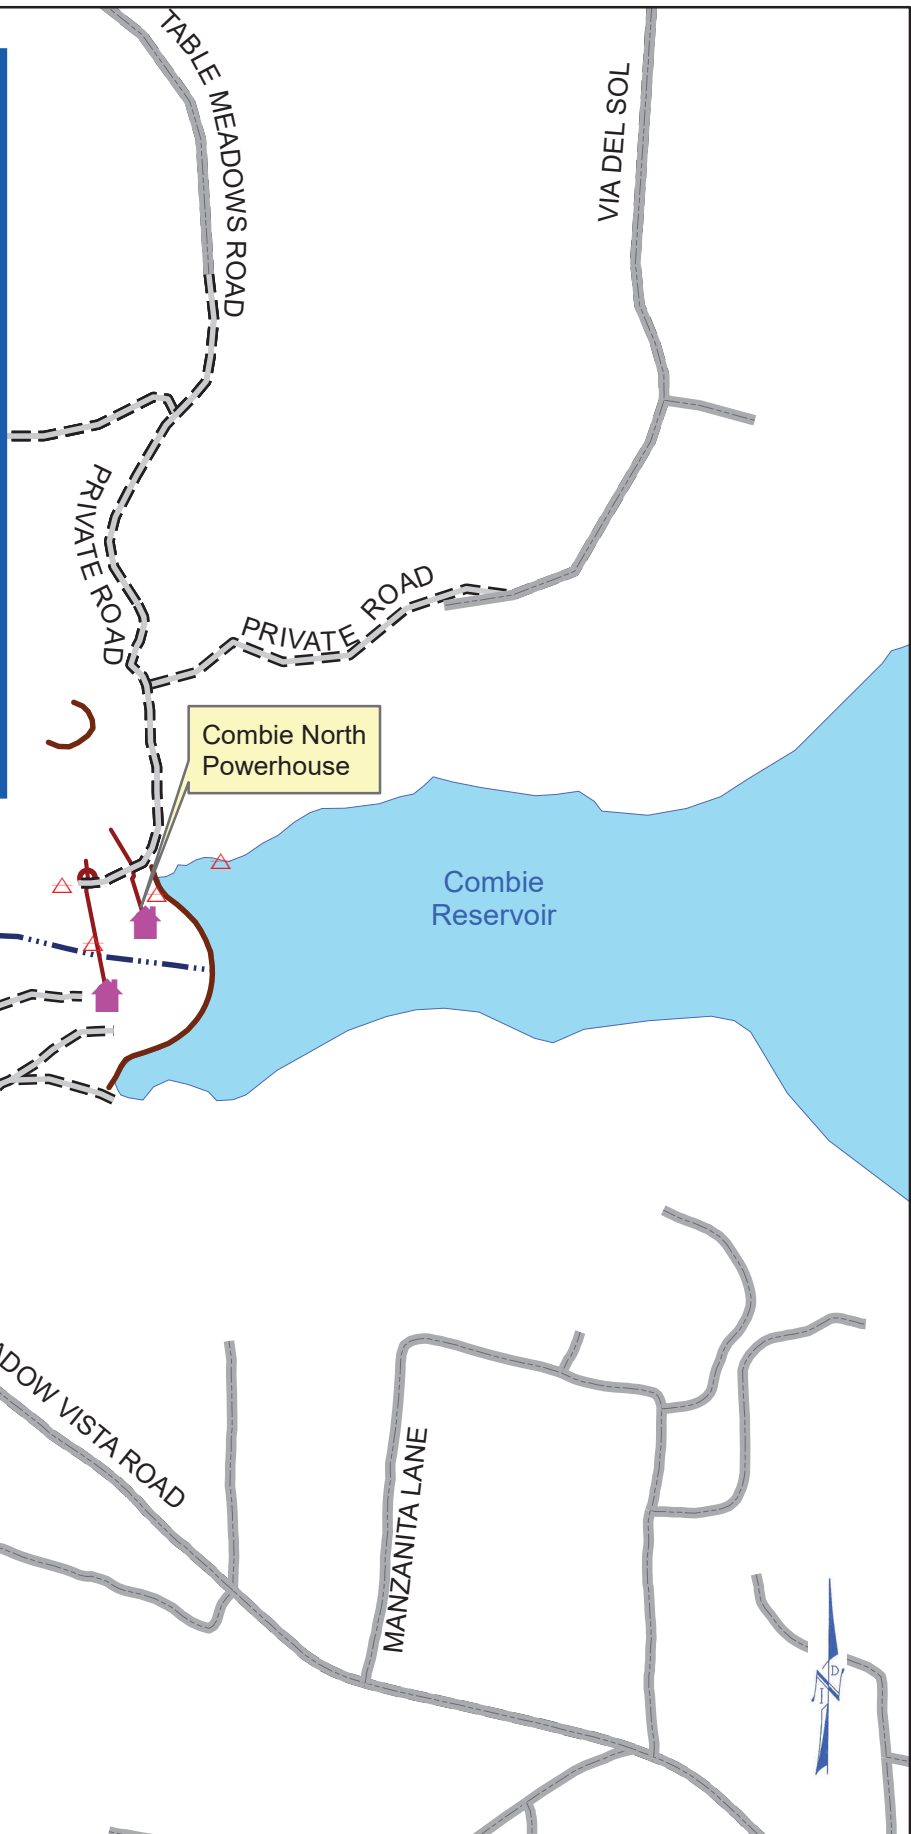 TABLE MEADOWS ROAD
VIA DEL SOL
PRIVATE ROAD
PRIVATE ROAD
Combie North
Powerhouse
Combie
Reservoir
ADOW VISTA ROAD
MANZANITA LANE
N
I
D